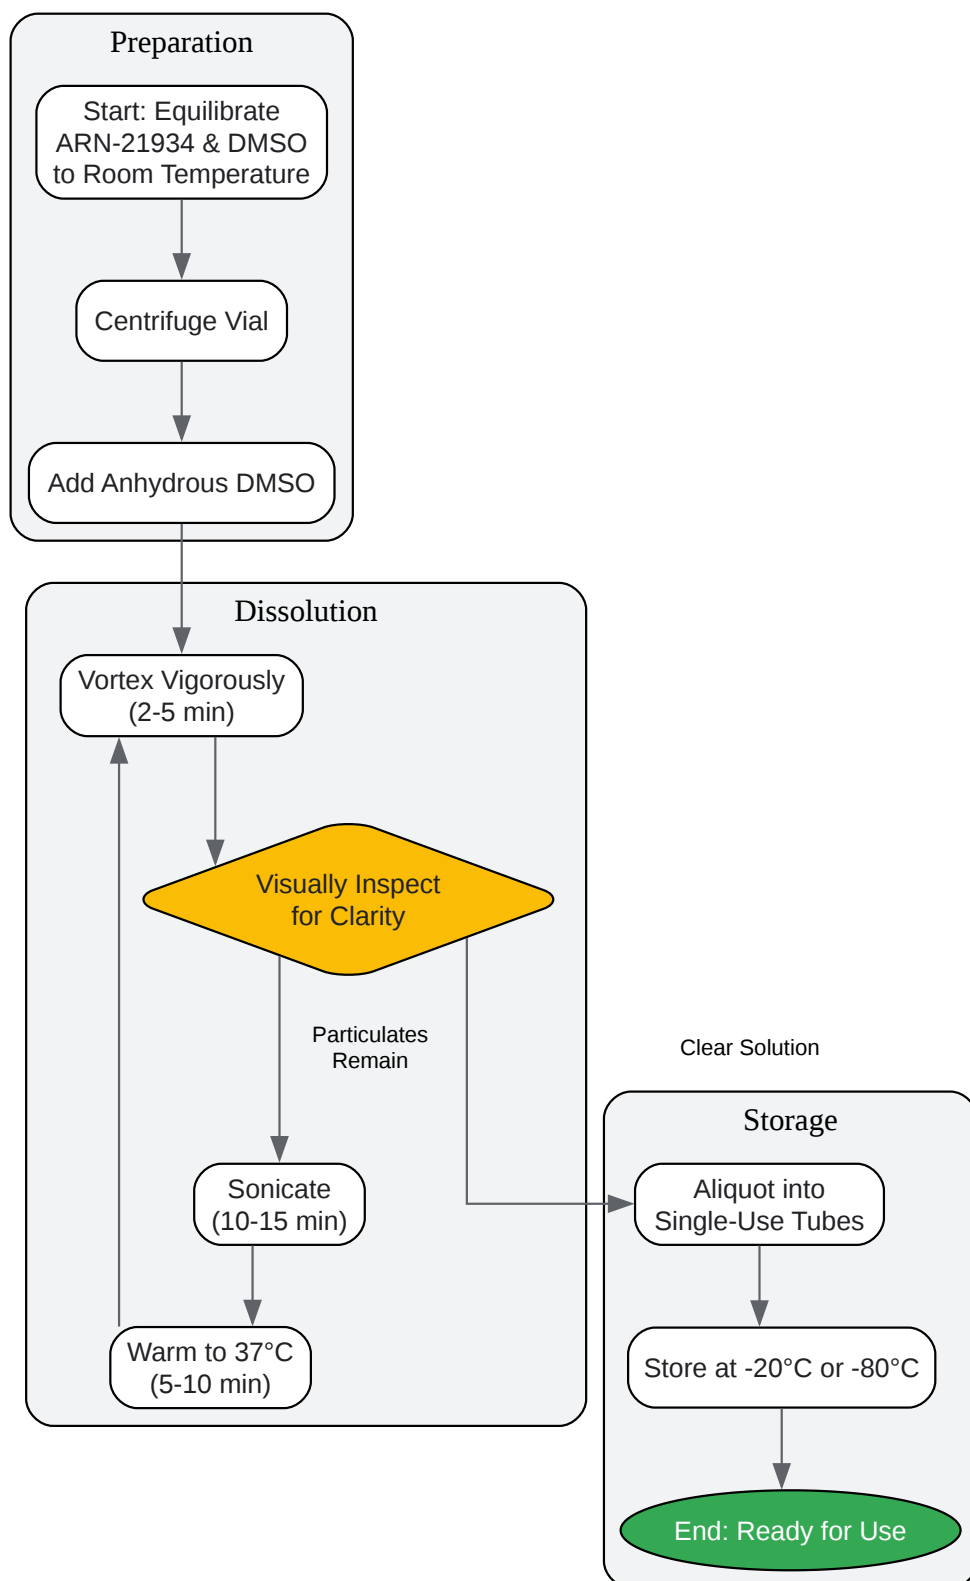 Preparation
Start: Equilibrate
ARN-21934 & DMSO
to Room Temperature
Centrifuge Vial
Add Anhydrous DMSO
Dissolution
Vortex Vigorously
(2-5 min)
Visually Inspect
for Clarity
Particulates
Remain
Clear Solution
Sonicate
(10-15 min)
Warm to 37°C
(5-10 min)
Storage
Aliquot into
Single-Use Tubes
Store at -20°C or -80°C
End: Ready for Use